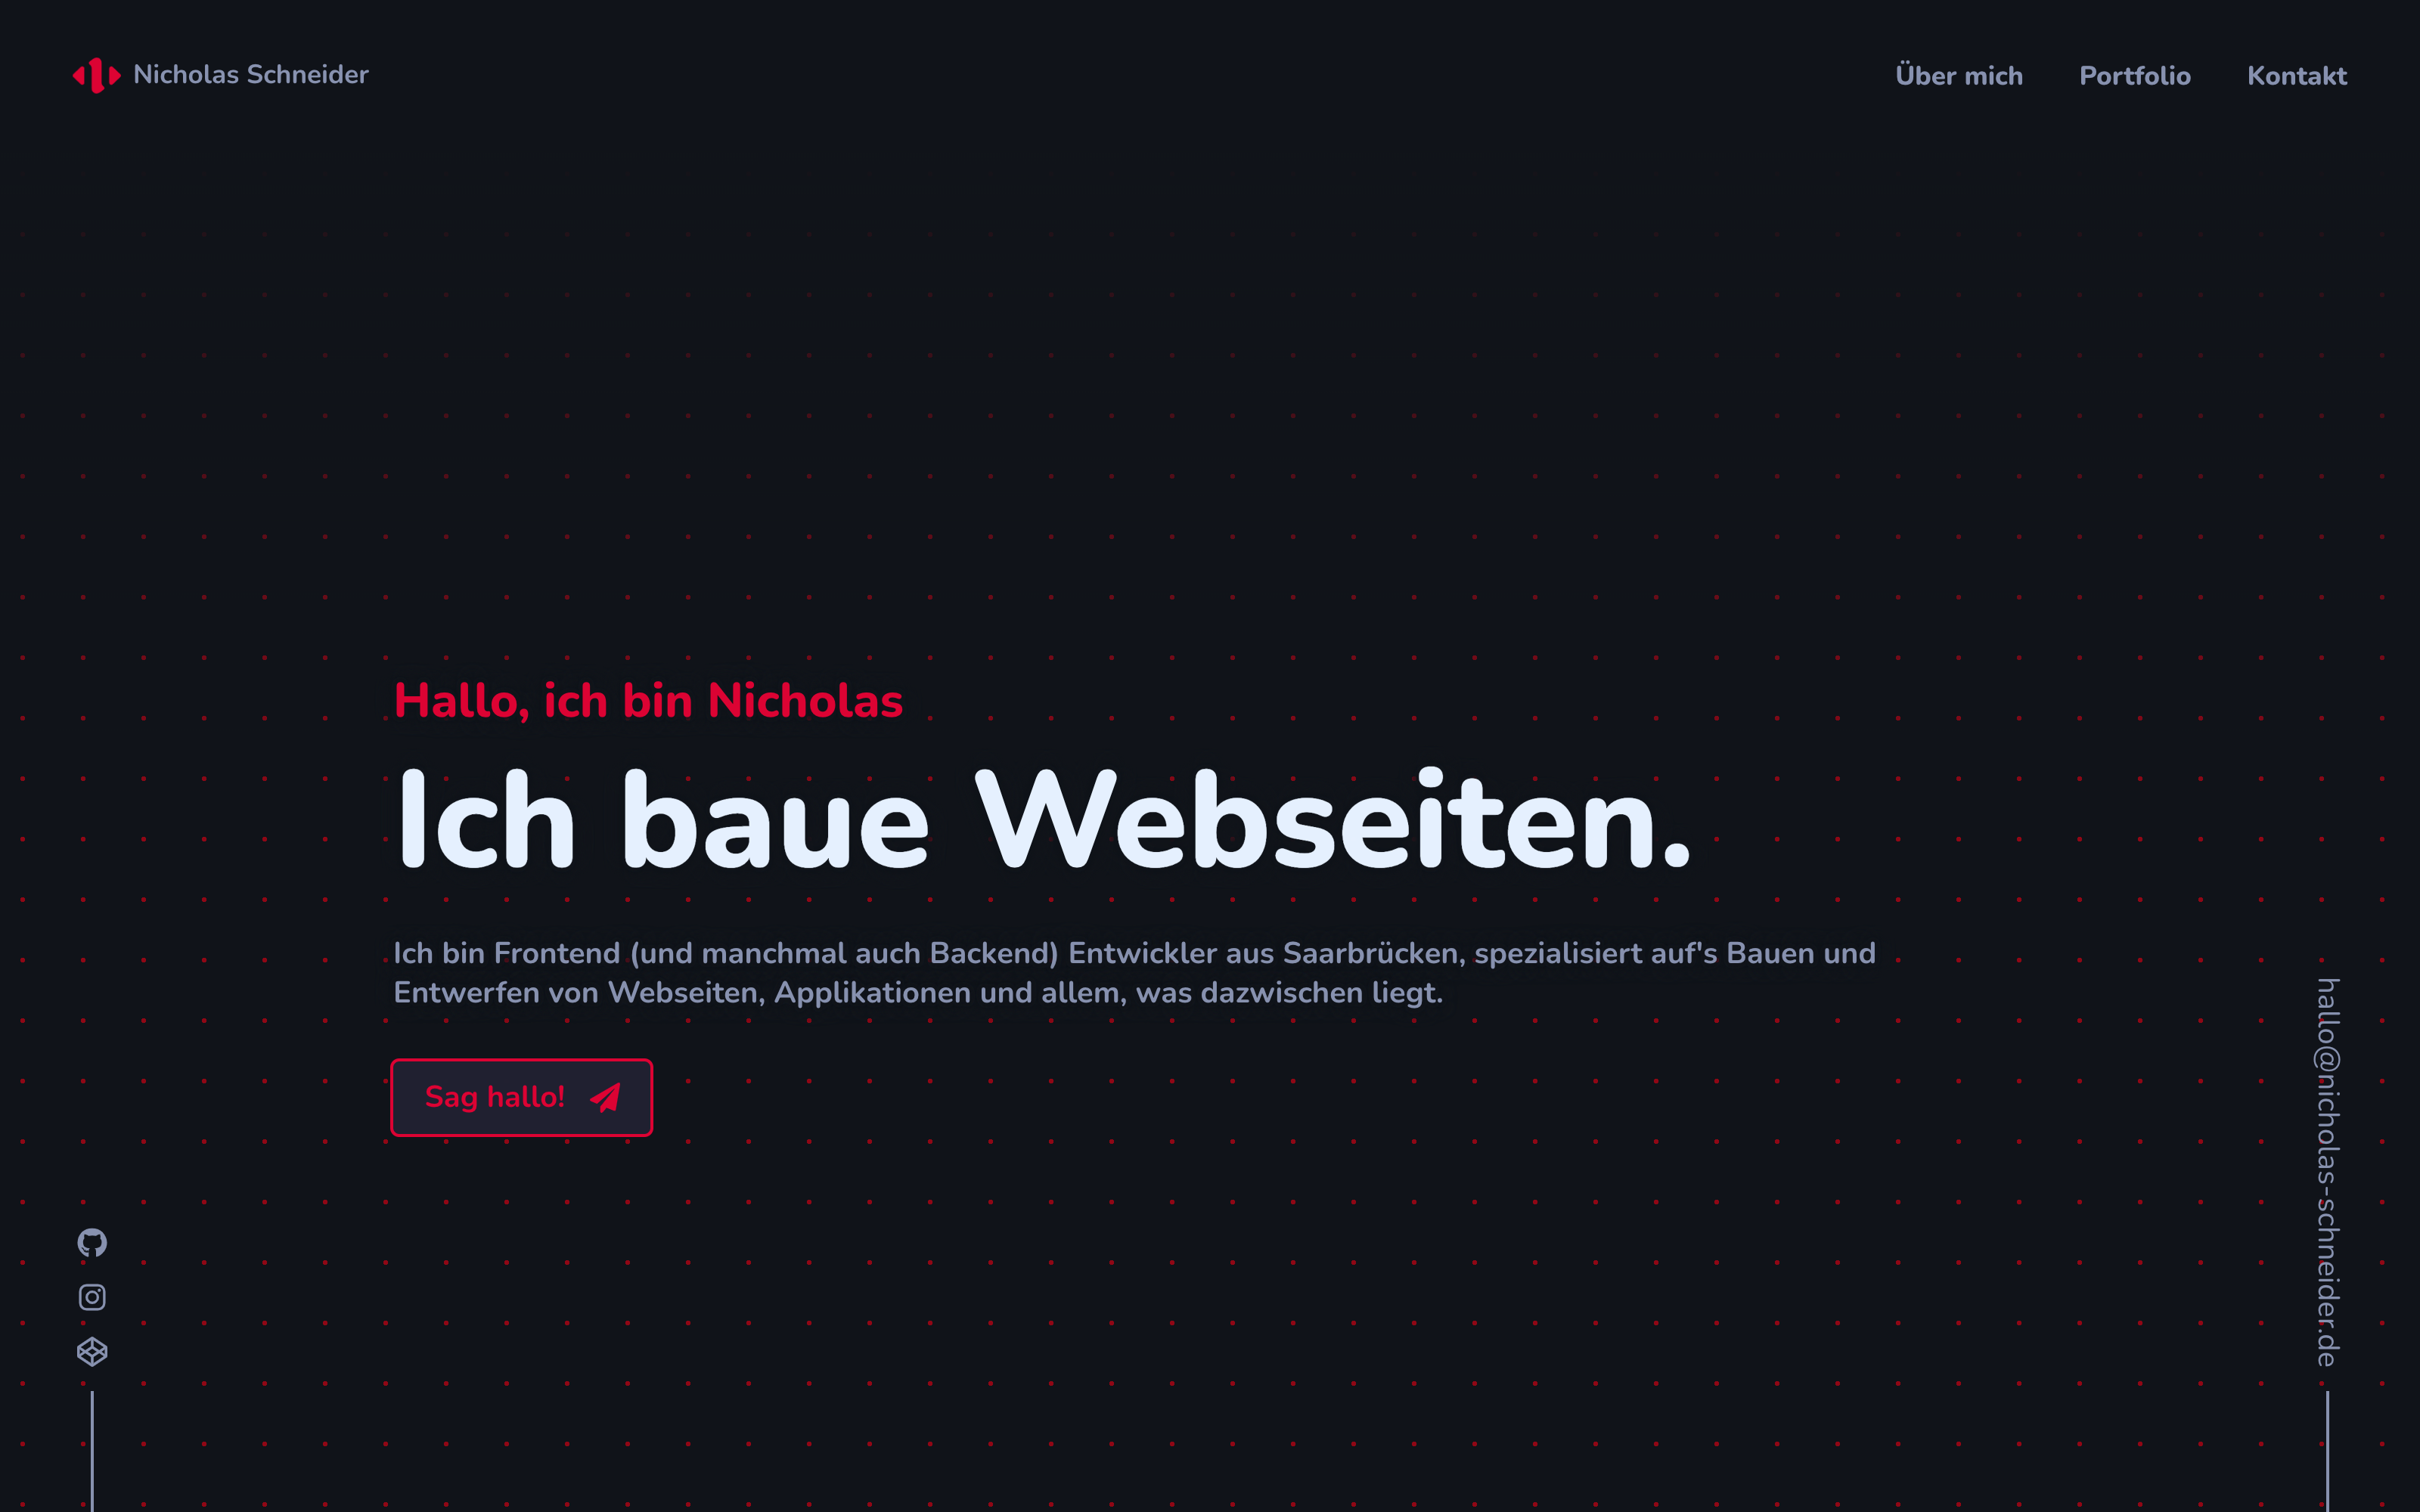 Nicholas Schneider
Über mich
Portfolio
Kontakt
Hallo, ich bin Nicholas
Ich baue Webseiten.
Ich bin Frontend (und manchmal auch Backend) Entwickler aus Saarbrücken, spezialisiert auf's Bauen und
Entwerfen von Webseiten, Applikationen und allem, was dazwischen liegt.
Sag hallo!
hallo@nicholas-schneider.de